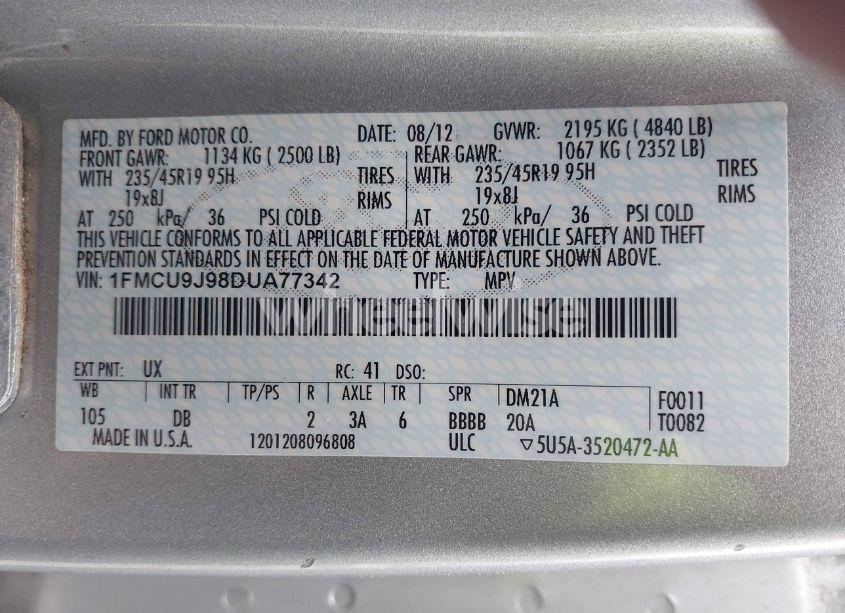 MFD. BY FORD MOTOR CO. DATE: 08/12 GVWR: 2195 KG ( 4840 LB)
FRONT GAWR: 1134 KG ( 2500 LB) REAR GAWR: 1067 KG ( 2352 LB)
WITH 235/45R19 95H TIRES WITH 235/45R19 95H TIRES
19x8J RIMS 19x8J RIMS
AT 250 kPa/ 36 PSI COLD AT 250 kPa/ 36 PSI COLD
THIS VEHICLE CONFORMS TO ALL APPLICABLE FEDERAL MOTOR VEHICLE SAFETY AND THEFT
PREVENTION STANDARDS IN EFFECT ON THE DATE OF MANUFACTURE SHOWN ABOVE.
VIN: 1FMCU9J98DUA77342 TYPE: MPV
WheelWise
EXT PNT: UX RC: 41 DSO:
WB INT TR TP/PS R AXLE TR SPR DM21A F0011
105 DB 2 3A 6 BBBB 20A T0082
MADE IN U.S.A. 1201208096808 ULC ▽5U5A-3520472-AA